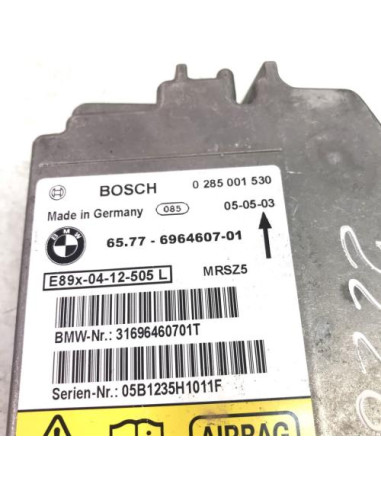 BOSCH 0 285 001 530
Made in Germany 085 05-05-03
BMW 65.77 - 6964607-01
E89x-04-12-505 L MRSZ5
BMW-Nr.: 31696460701T
Serien-Nr.: 05B1235H1011F
AIRBAG